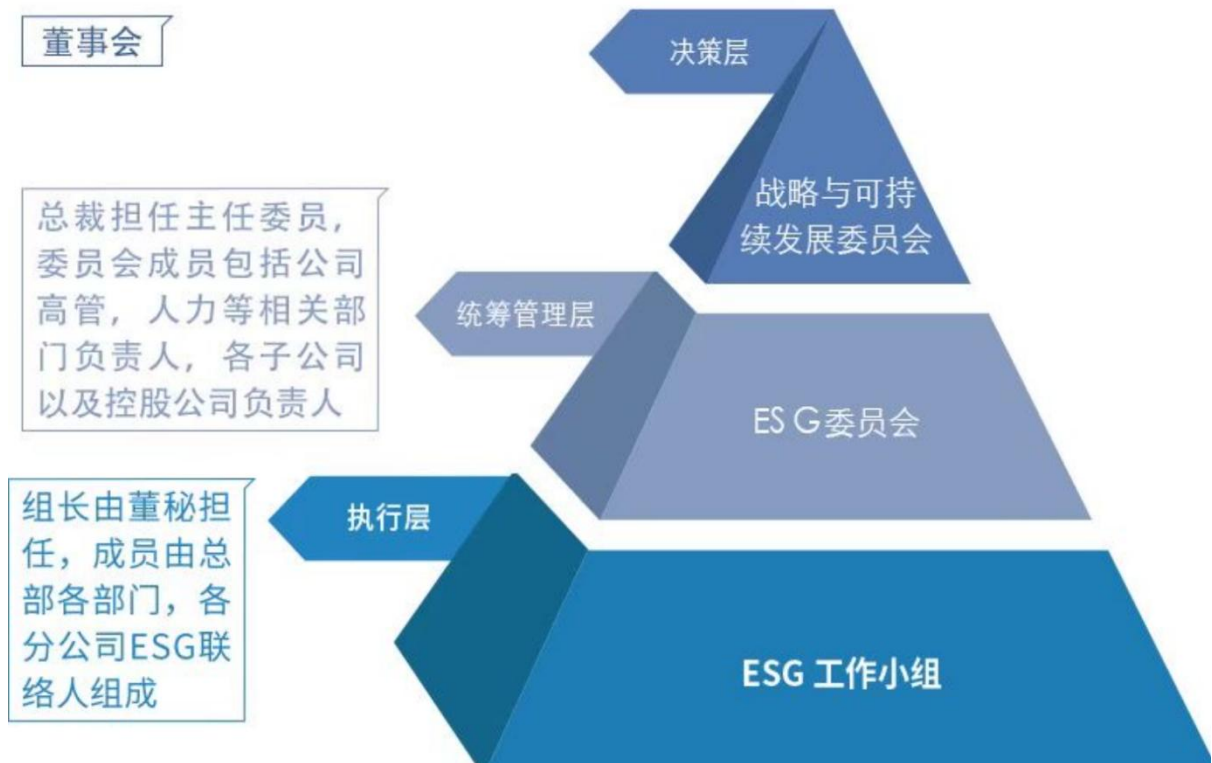 董事会
决策层
战略与可持
续发展委员会
总裁担任主任委员，
委员会成员包括公司
高管，人力等相关部
门负责人，各子公司
以及控股公司负责人
统筹管理层
ESG委员会
组长由董秘担
任，成员由总
部各部门，各
分公司ESG联
络人组成
执行层
ESG 工作小组